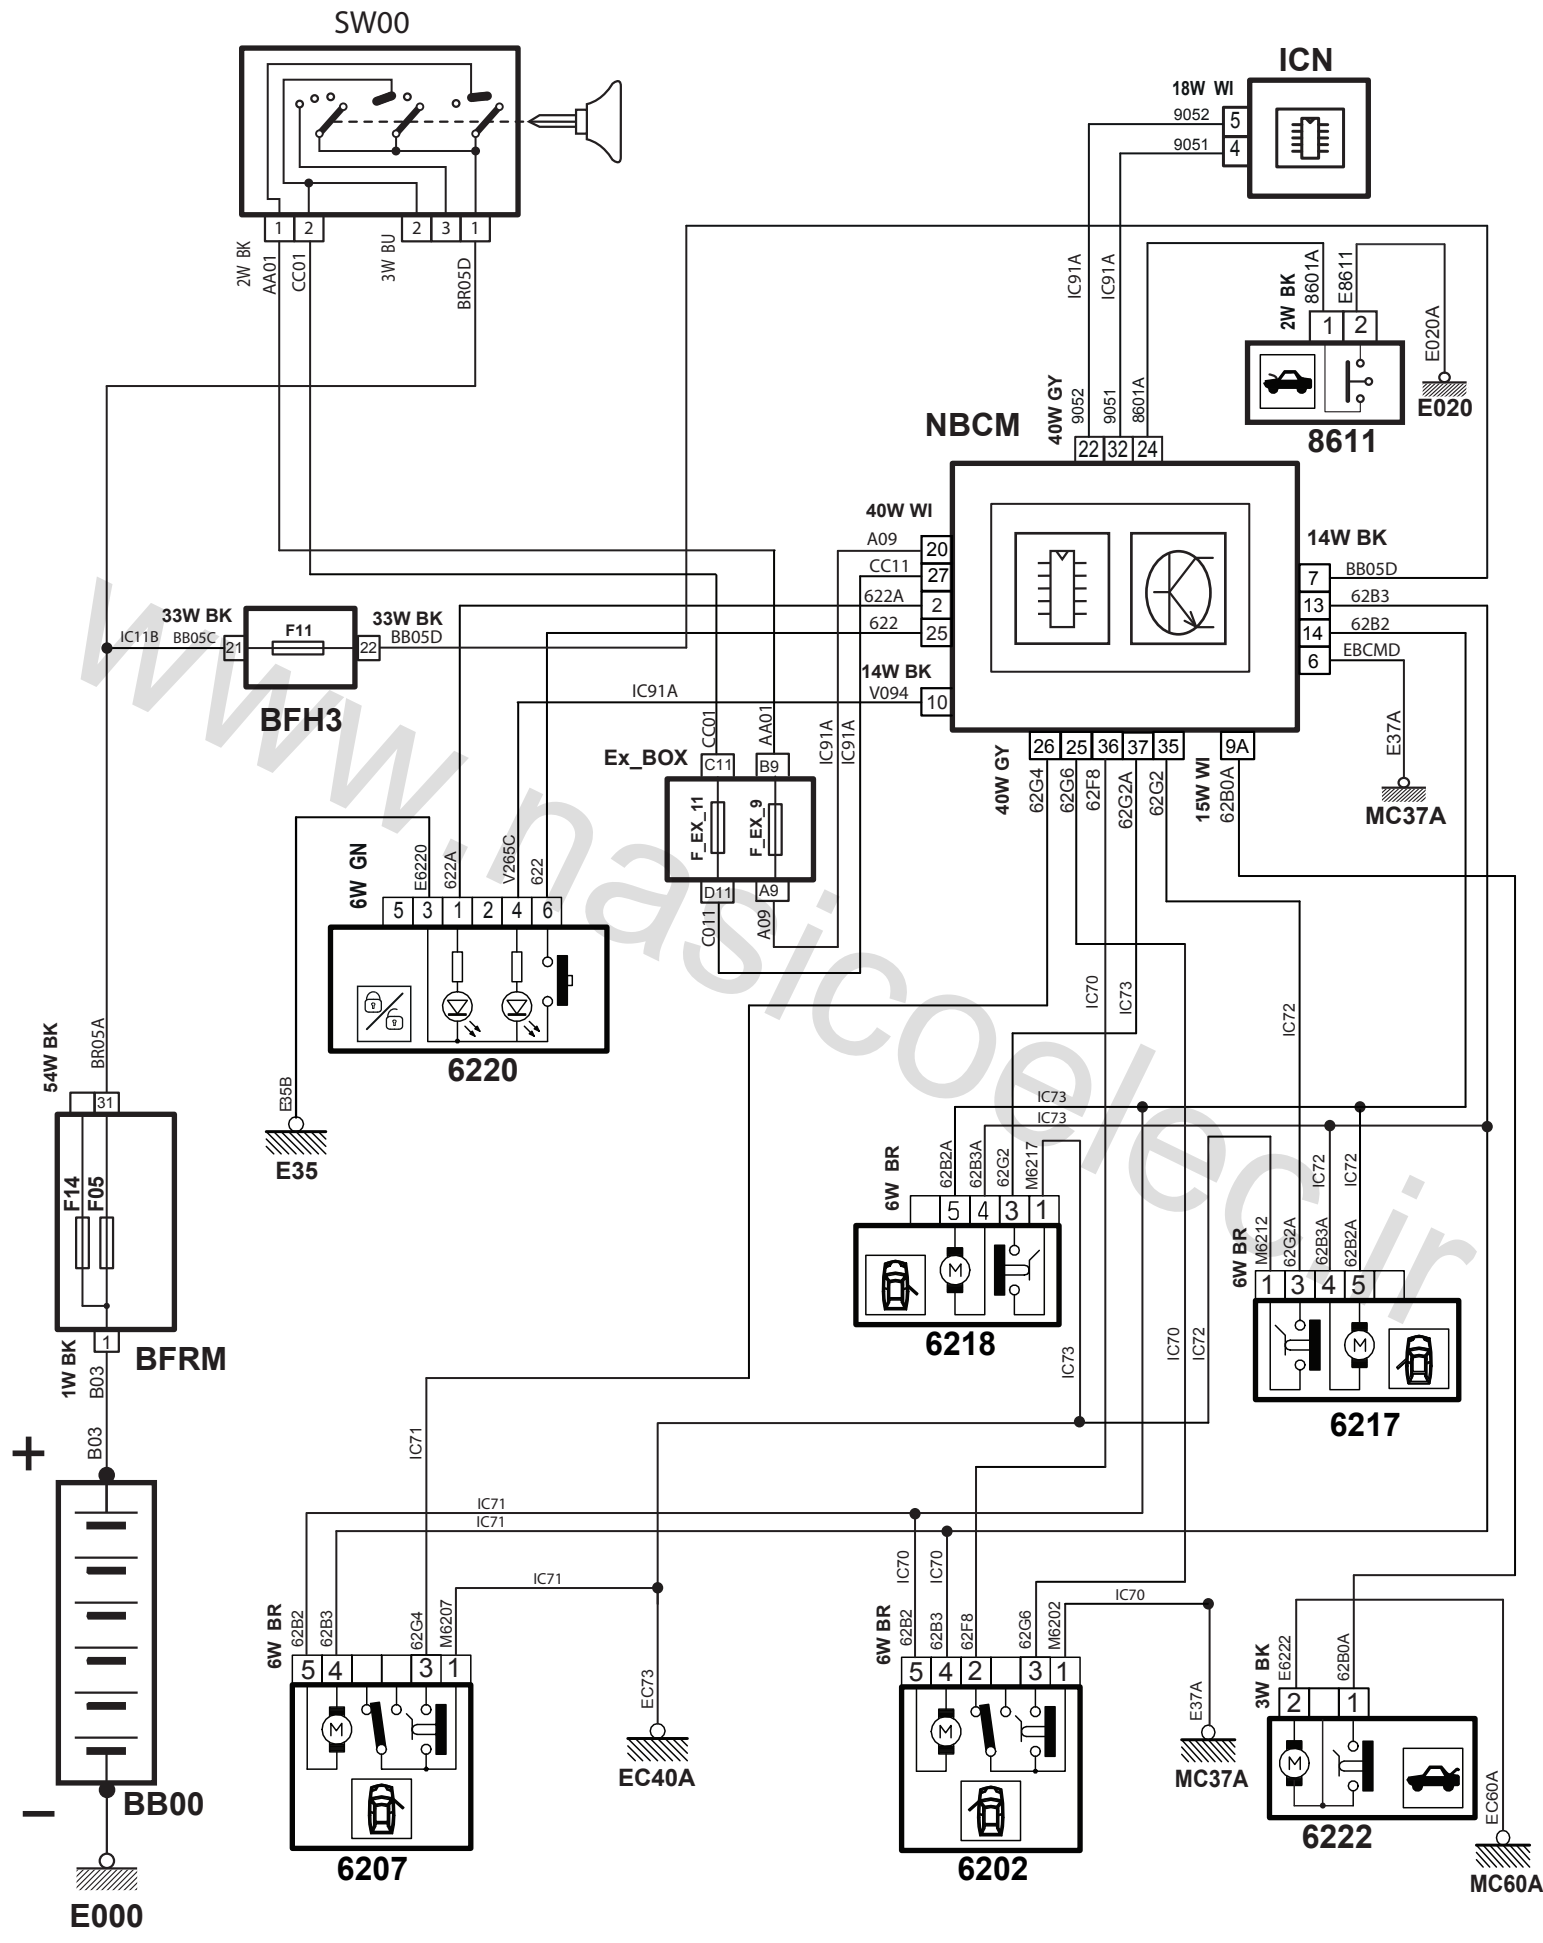 SW00
1 2 2 3 1
2W BK
AA01
CC01
3W BU
BR05D
ICN
18W WI
9052 5
9051 4
IC91A
IC91A
2W BK
8601A
E8611
1 2
E020A
E020
8611
NBCM
40W GY
9052
9051
8601A
22 32 24
40W WI
A09 20
CC11 27
622A 2
622 25
14W BK
V094 10
IC91A
14W BK
7 BB05D
13 62B3
14 62B2
6 EBCMD
E37A
MC37A
33W BK
IC11B BB05C 21
F11
33W BK
22 BB05D
BFH3
40W GY
26 25 36 37 35
62G4
62G6
62F8
62G2A
62G2
15W WI
9A
62B0A
Ex_BOX
CC01
AA01
C11 B9
F_EX_11
F_EX_9
D11 A9
C011
A09
IC91A
IC91A
6W GN
E6220
622A
V265C
622
5 3 1 2 4 6
6220
E35B
E35
IC70
IC73
IC72
54W BK
BR05A
31
F14
F05
1
1W BK
B03
BFRM
B03
+
BB00
–
E000
IC73
IC73
6W BR
62B2A
62B3A
62G2
M6217
5 4 3 1
M
6218
IC73
IC70
IC72
IC72
IC72
6W BR
M6212
62G2A
62B3A
62B2A
1 3 4 5
M
6217
IC71
IC71
IC71
IC71
6W BR
62B2
62B3
62G4
M6207
5 4 3 1
M
6207
EC73
EC40A
IC70
IC70
IC70
6W BR
62B2
62B3
62F8
62G6
M6202
5 4 2 3 1
M
6202
E37A
MC37A
3W BK
E6222
62B0A
2 1
M
6222
EC60A
MC60A
www.nasicoelec.ir